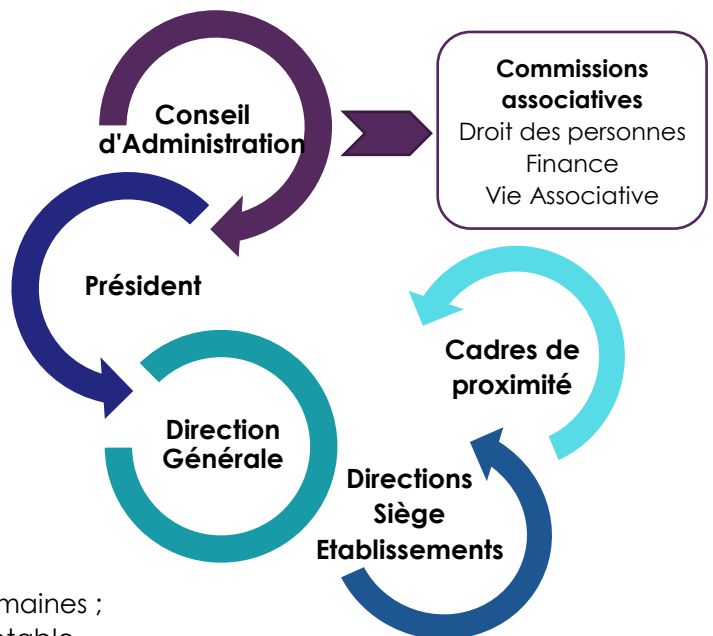 Conseil
d'Administration
Commissions
associatives
Droit des personnes
Finance
Vie Associative
Président
Cadres de
proximité
Direction
Générale
Directions
Siège
Etablissements
maines ;